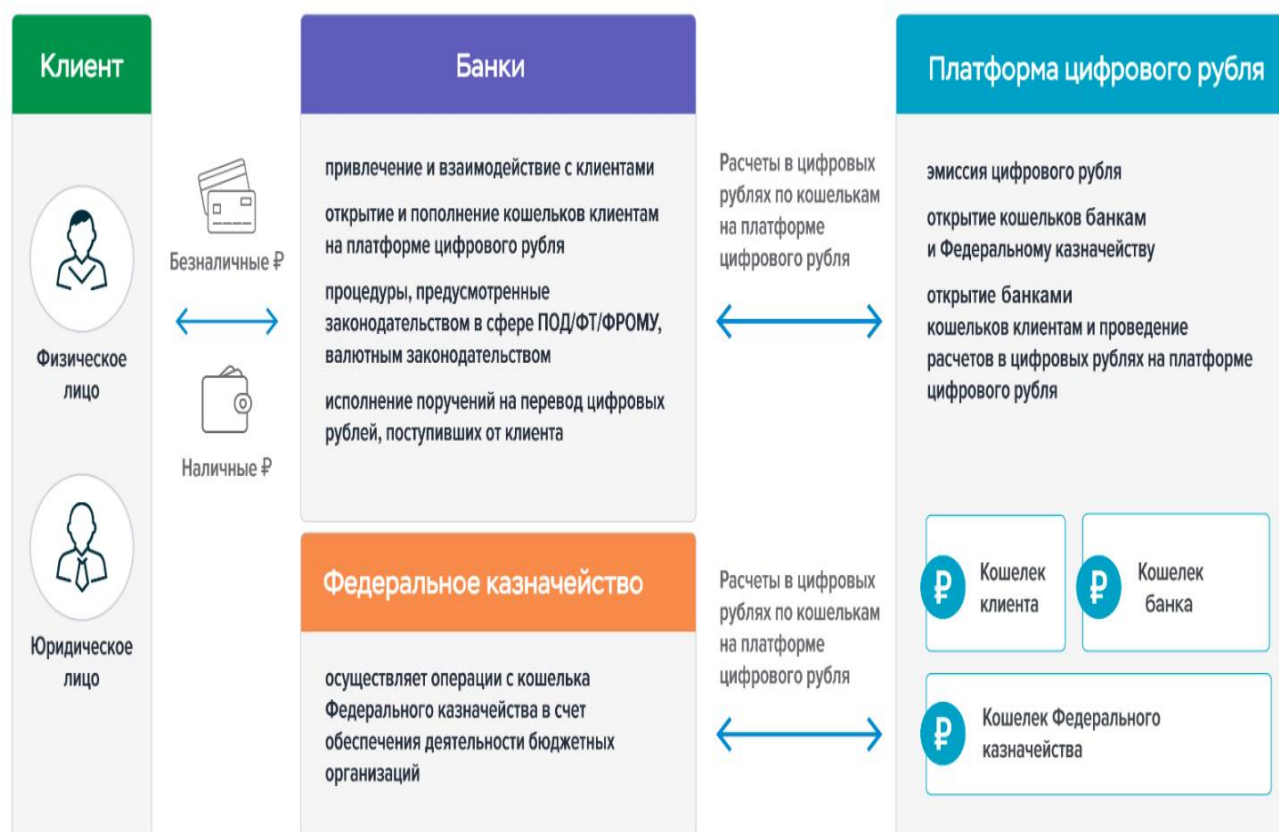 Клиент
Физическое
лицо
Юридическое
лицо
Безналичные ₽
Наличные ₽
Банки
привлечение и взаимодействие с клиентами
открытие и пополнение кошельков клиентам
на платформе цифрового рубля
процедуры, предусмотренные
законодательством в сфере ПОД/ФТ/ФРОМУ,
валютным законодательством
исполнение поручений на перевод цифровых
рублей, поступивших от клиента
Федеральное казначейство
осуществляет операции с кошелька
Федерального казначейства в счет
обеспечения деятельности бюджетных
организаций
Расчеты в цифровых
рублях по кошелькам
на платформе
цифрового рубля
Расчеты в цифровых
рублях по кошелькам
на платформе
цифрового рубля
Платформа цифрового рубля
эмиссия цифрового рубля
открытие кошельков банкам
и Федеральному казначейству
открытие банками
кошельков клиентам и проведение
расчетов в цифровых рублях на платформе
цифрового рубля
₽ Кошелек
клиента
₽ Кошелек
банка
₽ Кошелек Федерального
казначейства